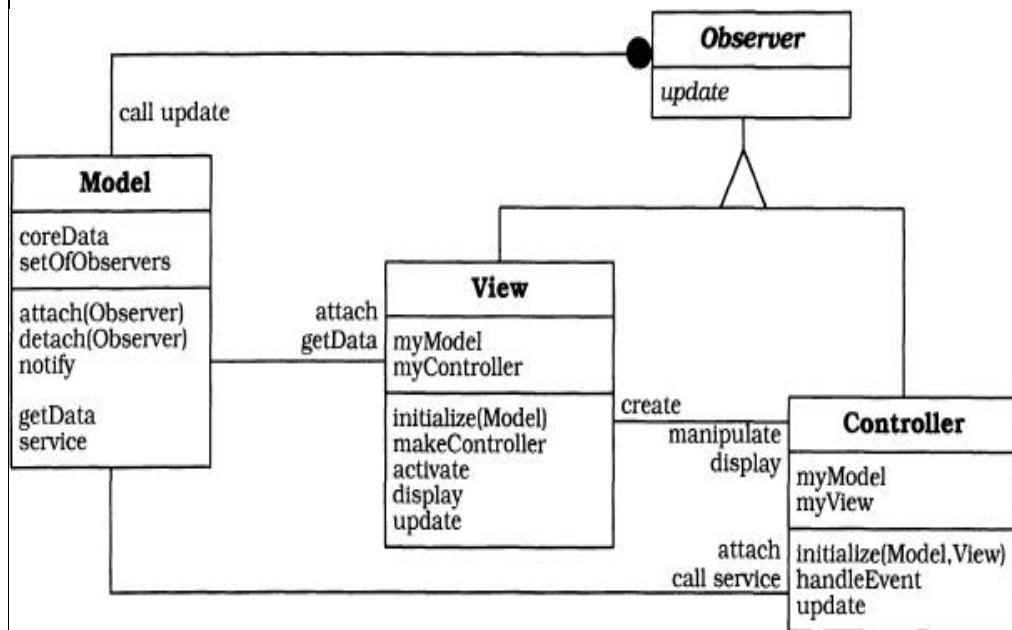 Observer
update
call update
Model
coreData
setOfObservers
attach(Observer)
detach(Observer)
notify
getData
service
attach
getData
View
myModel
myController
initialize(Model)
makeController
activate
display
update
create
manipulate
display
Controller
myModel
myView
attach
call service
initialize(Model,View)
handleEvent
update